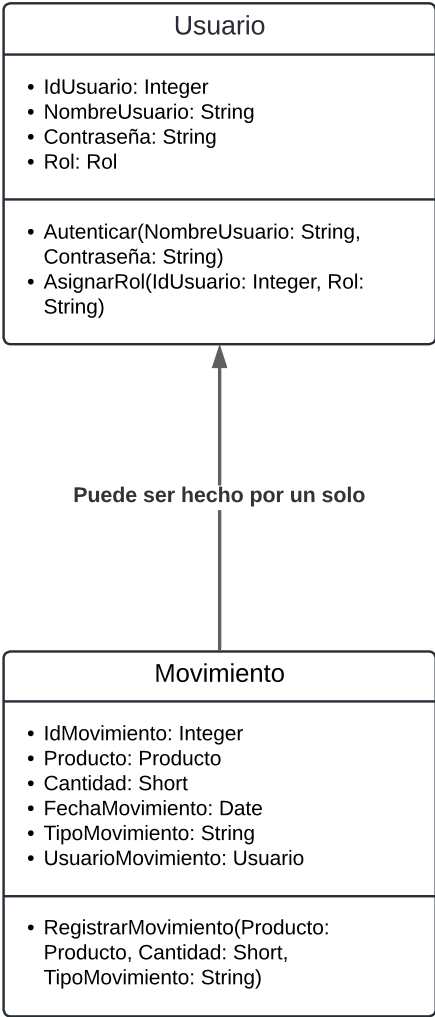 Usuario
• IdUsuario: Integer
• NombreUsuario: String
• Contraseña: String
• Rol: Rol
• Autenticar(NombreUsuario: String,
Contraseña: String)
• AsignarRol(IdUsuario: Integer, Rol:
String)
Puede ser hecho por un solo
Movimiento
• IdMovimiento: Integer
• Producto: Producto
• Cantidad: Short
• FechaMovimiento: Date
• TipoMovimiento: String
• UsuarioMovimiento: Usuario
• RegistrarMovimiento(Producto:
Producto, Cantidad: Short,
TipoMovimiento: String)